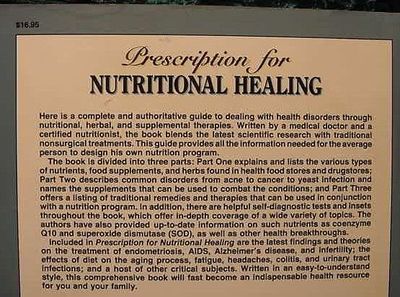 $16.95
Prescription for
NUTRITIONAL HEALING
Here is a complete and authoritative guide to dealing with health disorders through
nutritional, herbal, and supplemental therapies. Written by a medical doctor and a
certified nutritionist, the book blends the latest scientific research with traditional
nonsurgical treatments. This guide provides all the information needed for the average
person to design his own nutrition program.
The book is divided into three parts: Part One explains and lists the various types
of nutrients, food supplements, and herbs found in health food stores and drugstores;
Part Two describes common disorders from acne to cancer to yeast infection and
names the supplements that can be used to combat the conditions; and Part Three
offers a listing of traditional remedies and therapies that can be used in conjunction
with a nutrition program. In addition, there are helpful self-diagnostic tests and insets
throughout the book, which offer in-depth coverage of a wide variety of topics. The
authors have also provided up-to-date information on such nutrients as coenzyme
Q10 and superoxide dismutase (SOD), as well as other health breakthroughs.
Included in Prescription for Nutritional Healing are the latest findings and theories
on the treatment of endometriosis, AIDS, Alzheimer's disease, and infertility; the
effects of diet on the aging process, fatigue, headaches, colitis, and urinary tract
infections; and a host of other critical subjects. Written in an easy-to-understand
style, this comprehensive book will fast become an indispensable health resource
for you and your family.